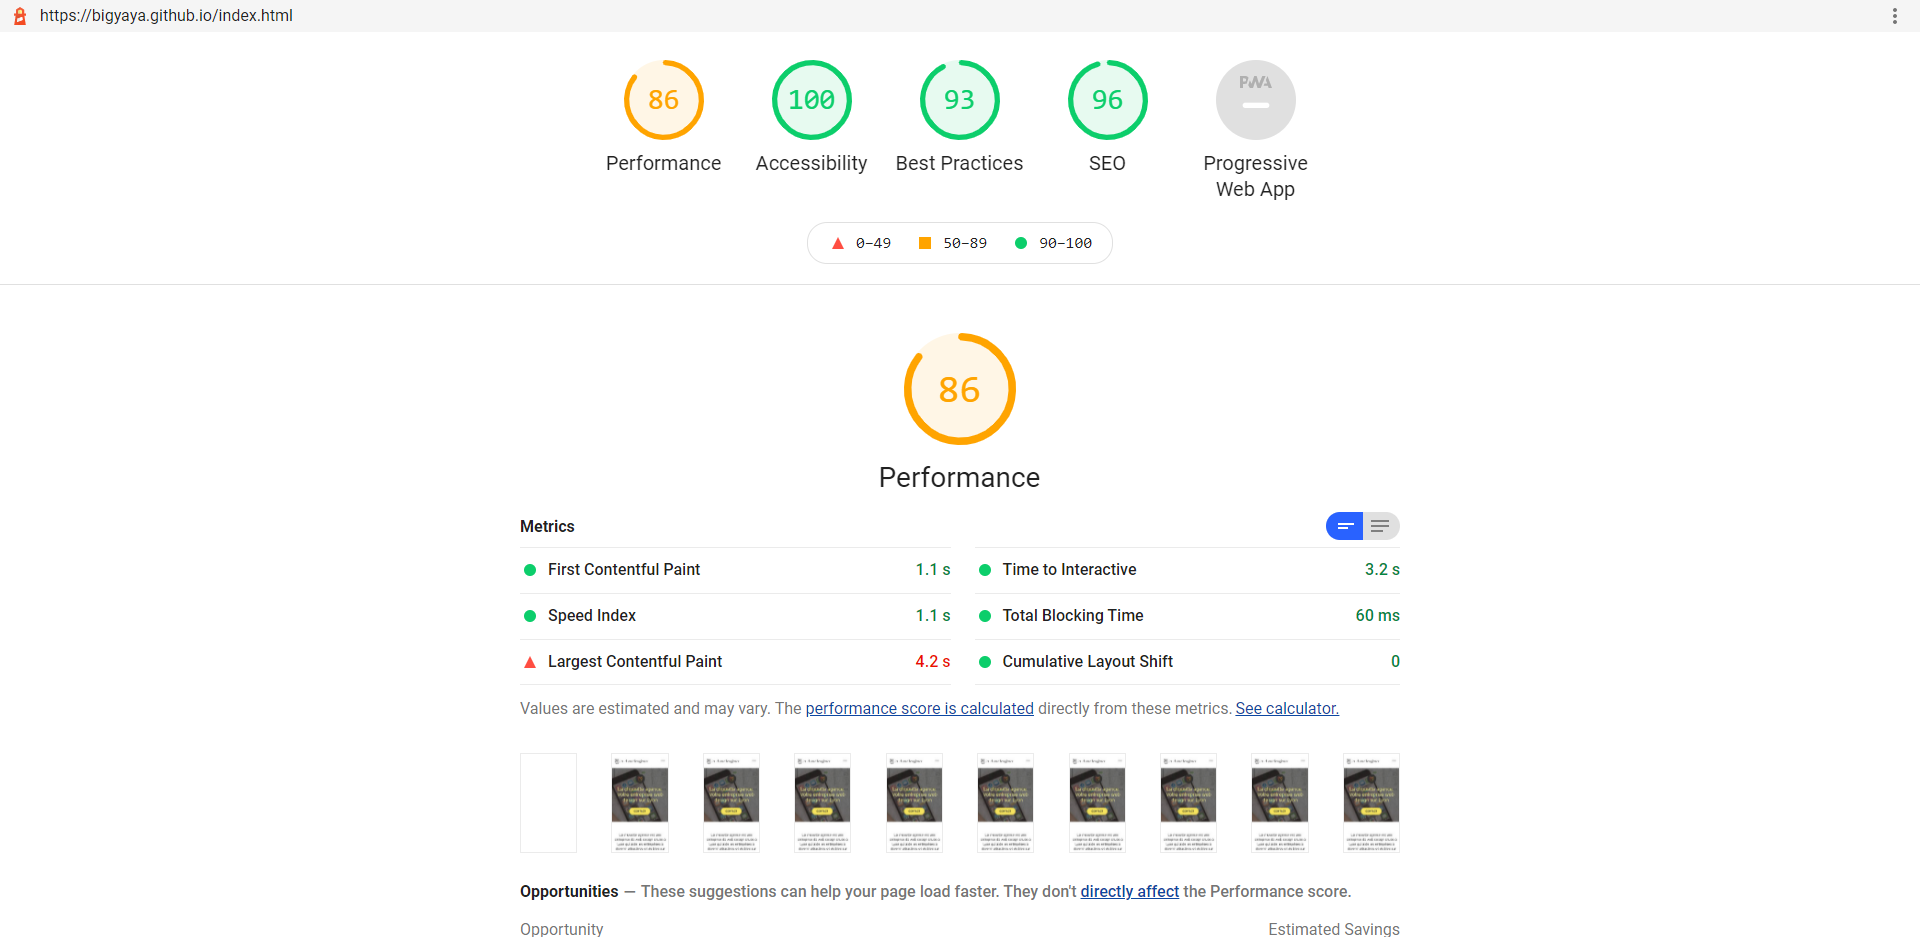 https://bigyaya.github.io/index.html
86
100
93
96
PWA
Performance
Accessibility
Best Practices
SEO
Progressive
Web App
0–49
50–89
90–100
86
Performance
Metrics
First Contentful Paint
1.1 s
Time to Interactive
3.2 s
Speed Index
1.1 s
Total Blocking Time
60 ms
Largest Contentful Paint
4.2 s
Cumulative Layout Shift
0
Values are estimated and may vary. The performance score is calculated directly from these metrics. See calculator.
Opportunities — These suggestions can help your page load faster. They don't directly affect the Performance score.
Opportunity
Estimated Savings